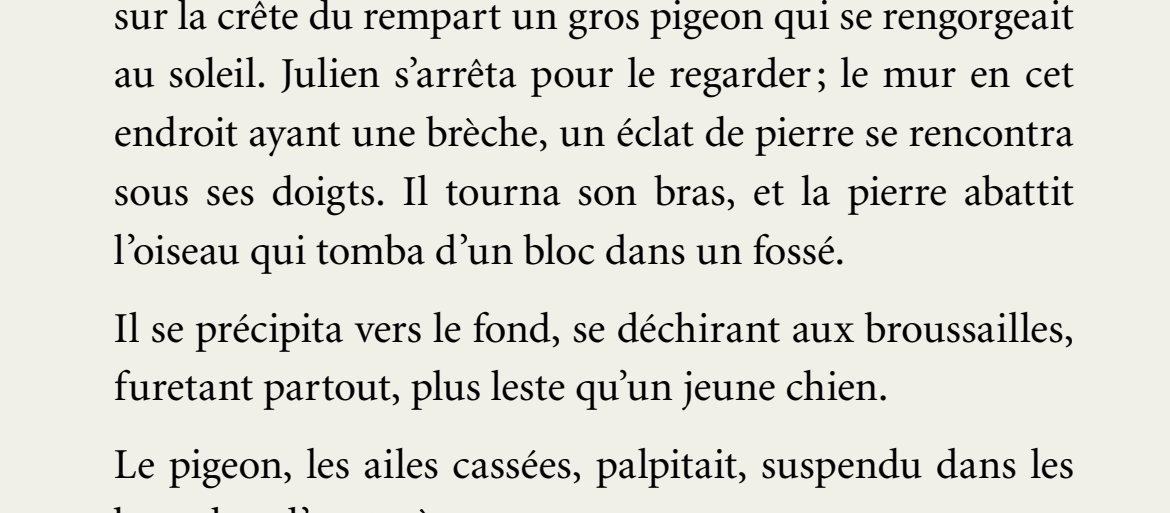 sur la crête du rempart un gros pigeon qui se rengorgeait
au soleil. Julien s’arrêta pour le regarder ; le mur en cet
endroit ayant une brèche, un éclat de pierre se rencontra
sous ses doigts. Il tourna son bras, et la pierre abattit
l’oiseau qui tomba d’un bloc dans un fossé.
Il se précipita vers le fond, se déchirant aux broussailles,
furetant partout, plus leste qu’un jeune chien.
Le pigeon, les ailes cassées, palpitait, suspendu dans les